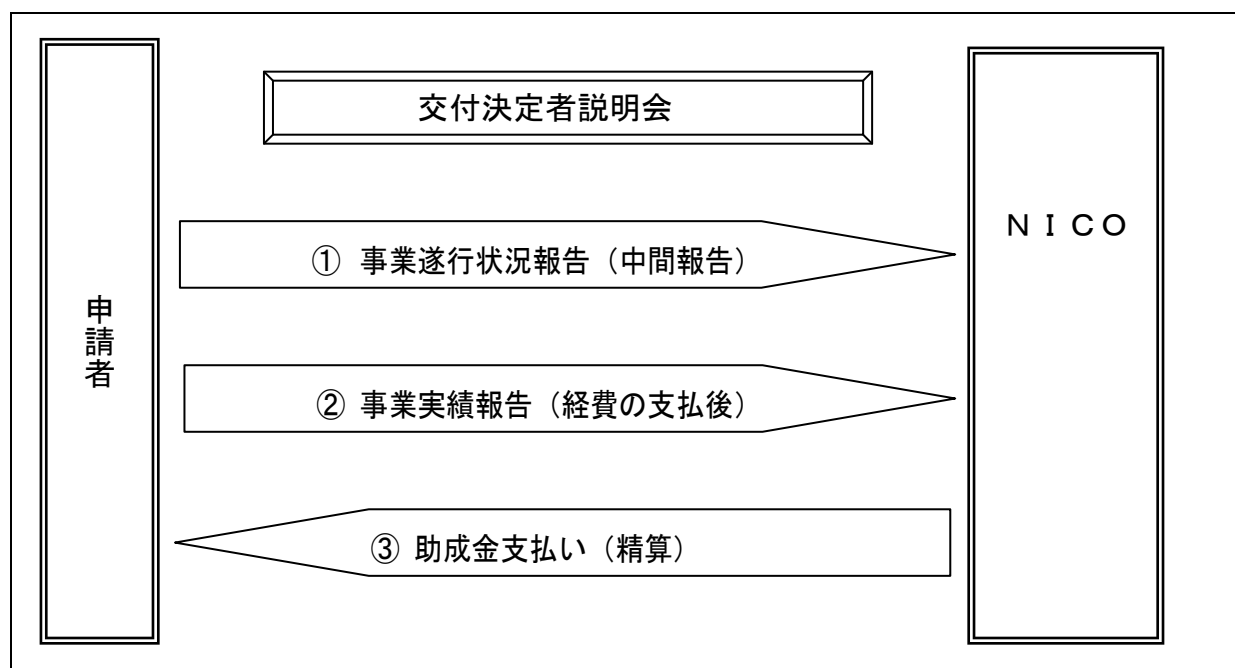 交付決定者説明会
ＮＩＣＯ
① 事業遂行状況報告（中間報告）
申請者
② 事業実績報告（経費の支払後）
③ 助成金支払い（精算）